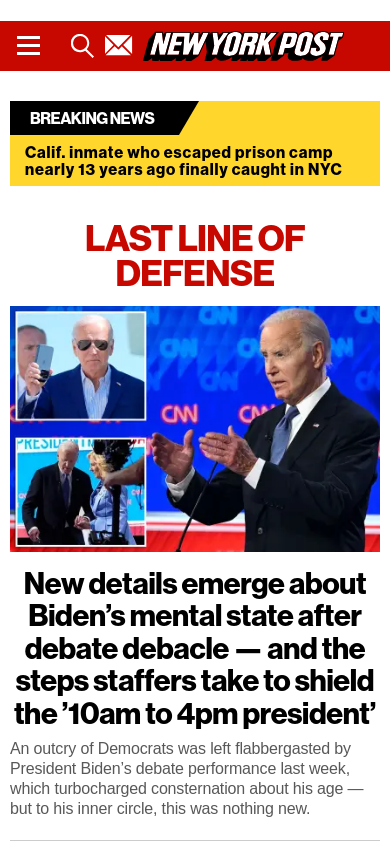 NEW YORK POST
BREAKING NEWS
Calif. inmate who escaped prison camp
nearly 13 years ago finally caught in NYC
LAST LINE OF
DEFENSE
CNN
CNN
New details emerge about
Biden’s mental state after
debate debacle — and the
steps staffers take to shield
the ’10am to 4pm president’
An outcry of Democrats was left flabbergasted by
President Biden’s debate performance last week,
which turbocharged consternation about his age —
but to his inner circle, this was nothing new.